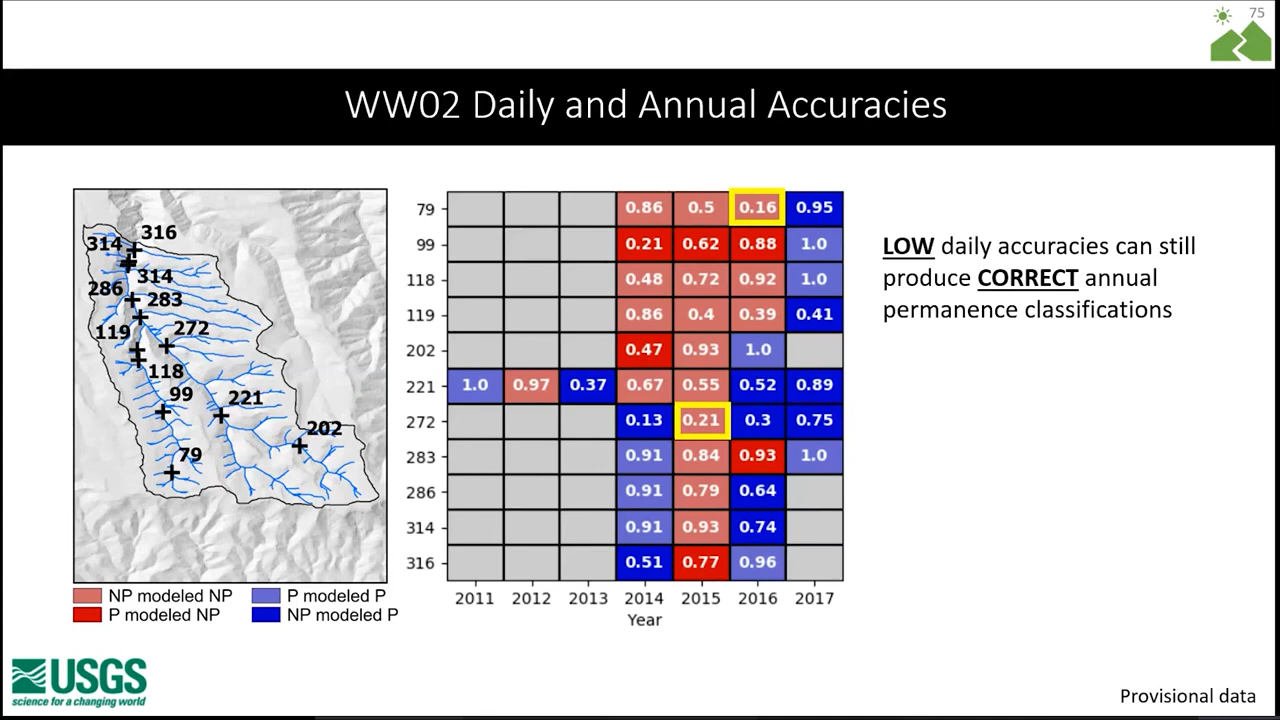 75
WW02 Daily and Annual Accuracies
316
314
314
286
283
119
272
118
99
221
202
79
NP modeled NP
P modeled P
P modeled NP
NP modeled P
79 0.86 0.5 0.16 0.95
99 0.21 0.62 0.88 1.0
118 0.48 0.72 0.92 1.0
119 0.86 0.4 0.39 0.41
202 0.47 0.93 1.0
221 1.0 0.97 0.37 0.67 0.55 0.52 0.89
272 0.13 0.21 0.3 0.75
283 0.91 0.84 0.93 1.0
286 0.91 0.79 0.64
314 0.91 0.93 0.74
316 0.51 0.77 0.96
2011 2012 2013 2014 2015 2016 2017
Year
LOW daily accuracies can still
produce CORRECT annual
permanence classifications
USGS
science for a changing world
Provisional data